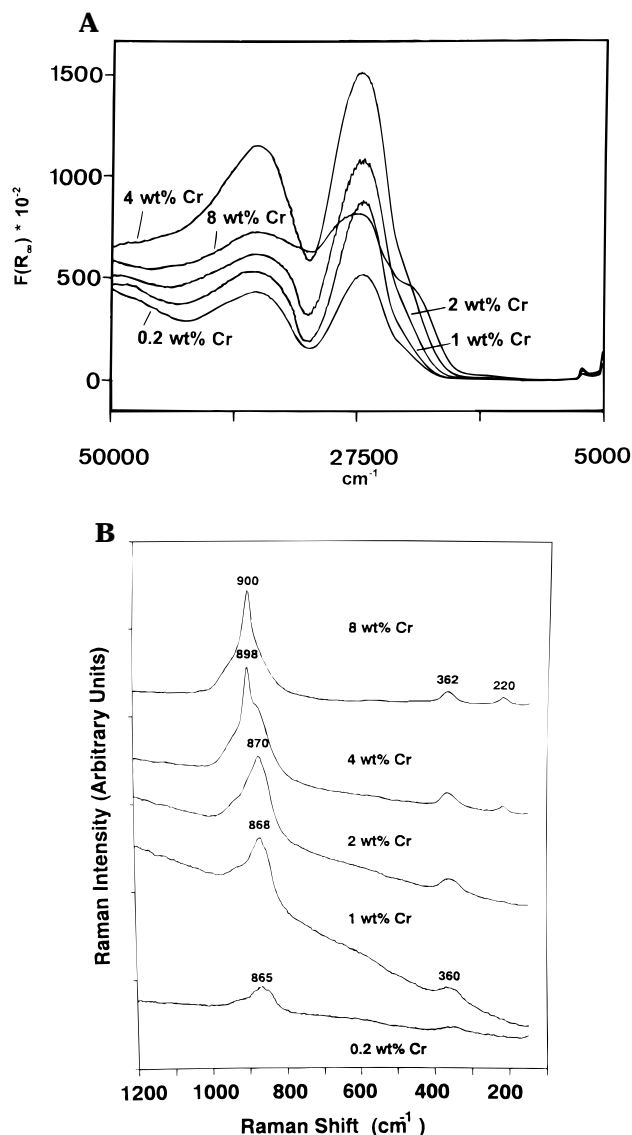 A
1500
1000
500
0
F(R∞) * 10⁻²
4 wt% Cr
8 wt% Cr
0.2 wt% Cr
2 wt% Cr
1 wt% Cr
50000 27500 5000
cm⁻¹
B
900
8 wt% Cr
898
362 220
870
4 wt% Cr
868
2 wt% Cr
1 wt% Cr
865 360
0.2 wt% Cr
Raman Intensity (Arbitrary Units)
1200 1000 800 600 400 200
Raman Shift (cm⁻¹)